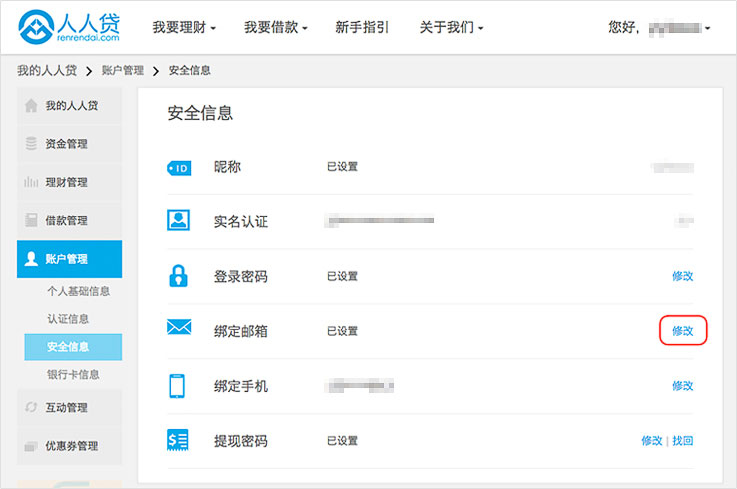 人人贷
renrendai.com
我要理财 我要借款 新手指引 关于我们 您好，
我的人人贷 > 账户管理 > 安全信息
我的人人贷
资金管理
理财管理
借款管理
账户管理
个人基础信息
认证信息
安全信息
银行卡信息
互动管理
优惠券管理
安全信息
ID 昵称 已设置
实名认证
登录密码 已设置 修改
绑定邮箱 已设置 修改
绑定手机 修改
提现密码 已设置 修改 | 找回